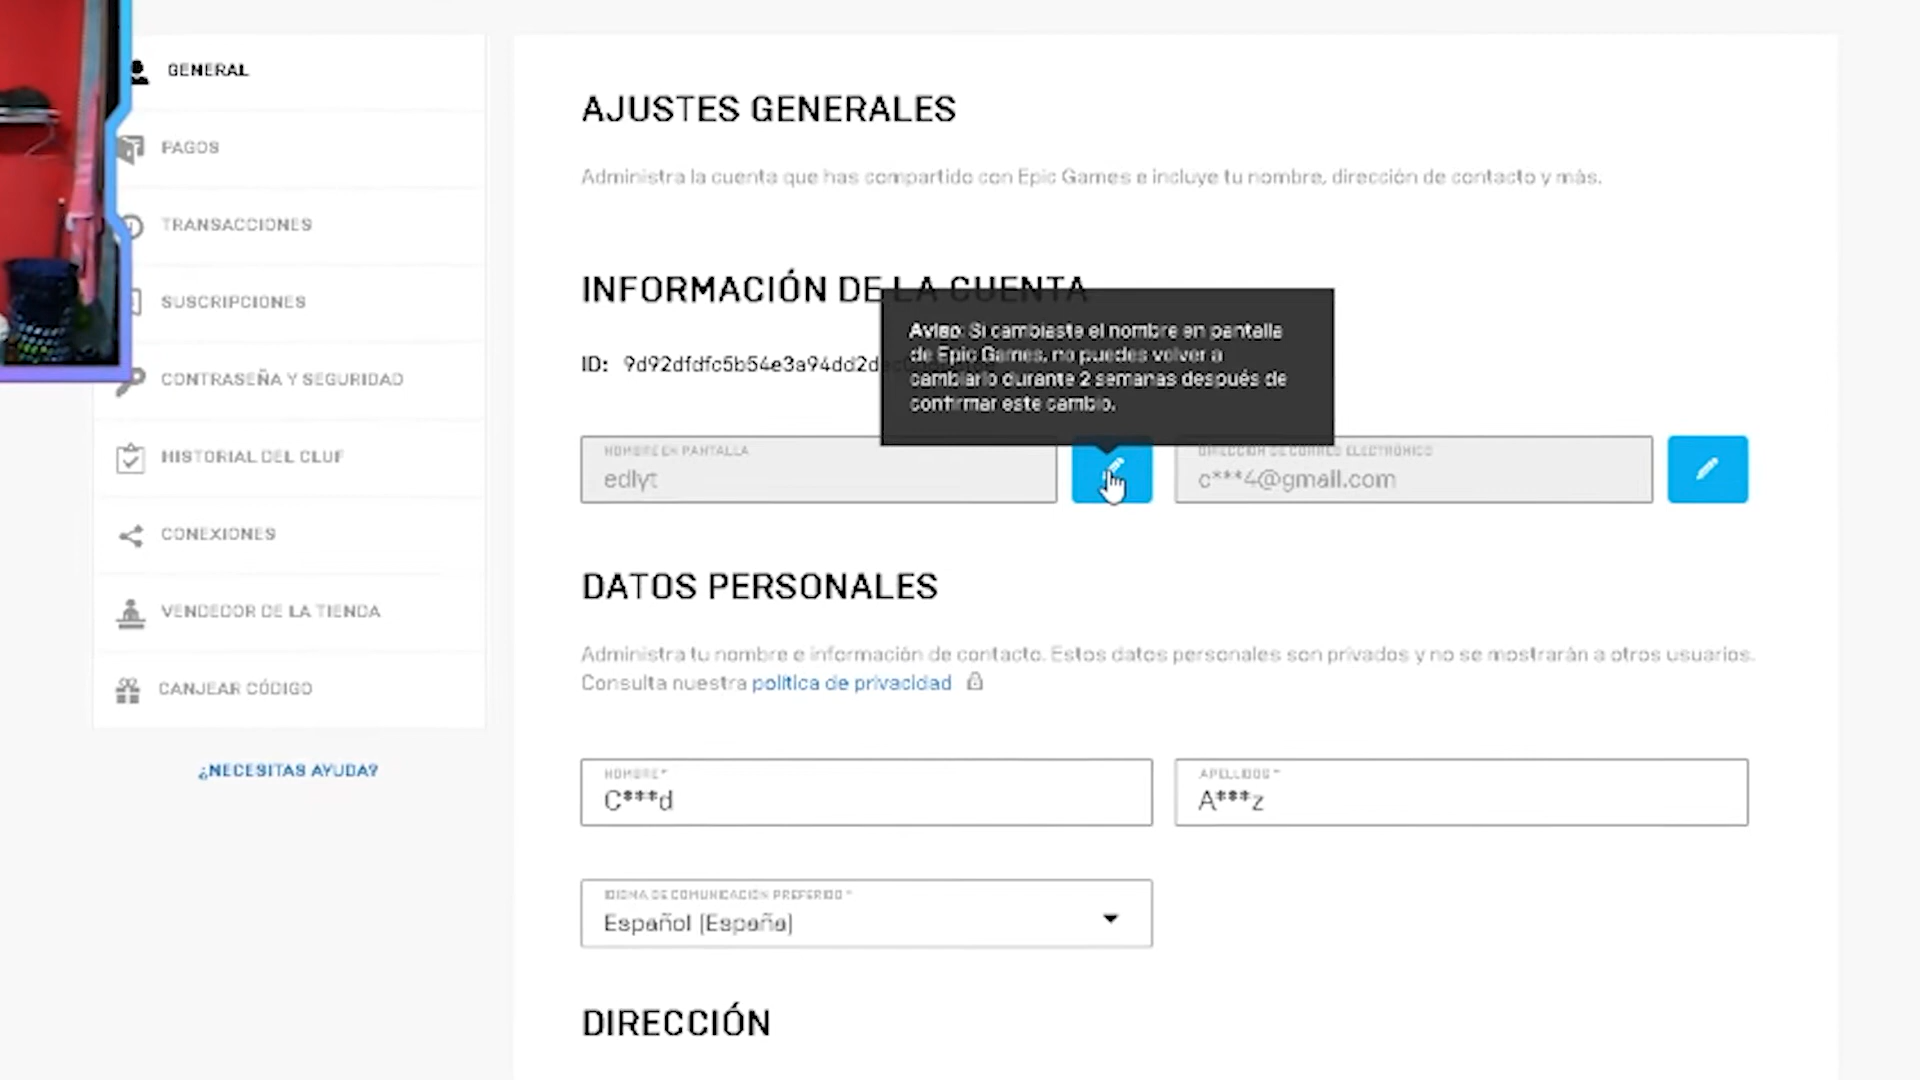 GENERAL
PAGOS
TRANSACCIONES
SUSCRIPCIONES
CONTRASEÑA Y SEGURIDAD
HISTORIAL DEL CLUF
CONEXIONES
VENDEDOR DE LA TIENDA
CANJEAR CÓDIGO
¿NECESITAS AYUDA?
AJUSTES GENERALES
Administra la cuenta que has compartido con Epic Games e incluye tu nombre, dirección de contacto y más.
INFORMACIÓN DE LA CUENTA
Aviso: Si cambiaste el nombre en pantalla
de Epic Games, no puedes volver a
cambiarlo durante 2 semanas después de
confirmar este cambio.
ID: 9d92dfdfc5b54e3a94dd2de
NOMBRE EN PANTALLA
edlyt
DIRECCIÓN DE CORREO ELECTRÓNICO
c***4@gmail.com
DATOS PERSONALES
Administra tu nombre e información de contacto. Estos datos personales son privados y no se mostrarán a otros usuarios.
Consulta nuestra política de privacidad
NOMBRE*
C***d
APELLIDOS*
A***z
IDIOMA DE COMUNICACIÓN PREFERIDO*
Español (España)
DIRECCIÓN